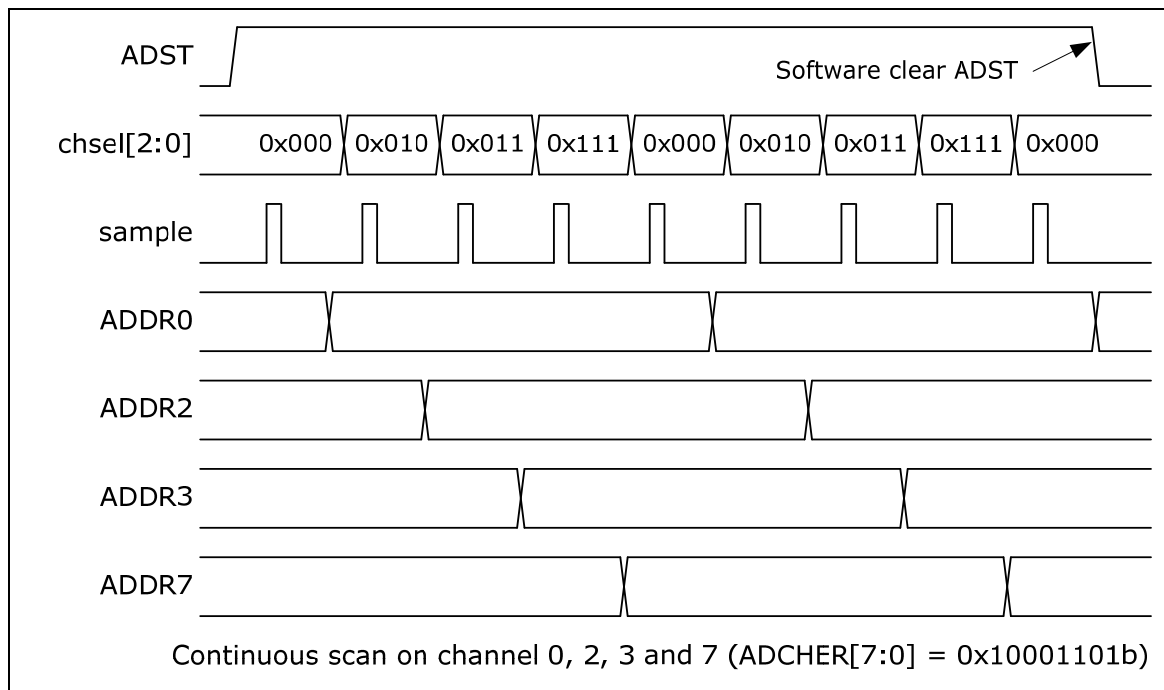 ADST
Software clear ADST
chsel[2:0]
0x000 0x010 0x011 0x111 0x000 0x010 0x011 0x111 0x000
sample
ADDR0
ADDR2
ADDR3
ADDR7
Continuous scan on channel 0, 2, 3 and 7 (ADCHER[7:0] = 0x10001101b)